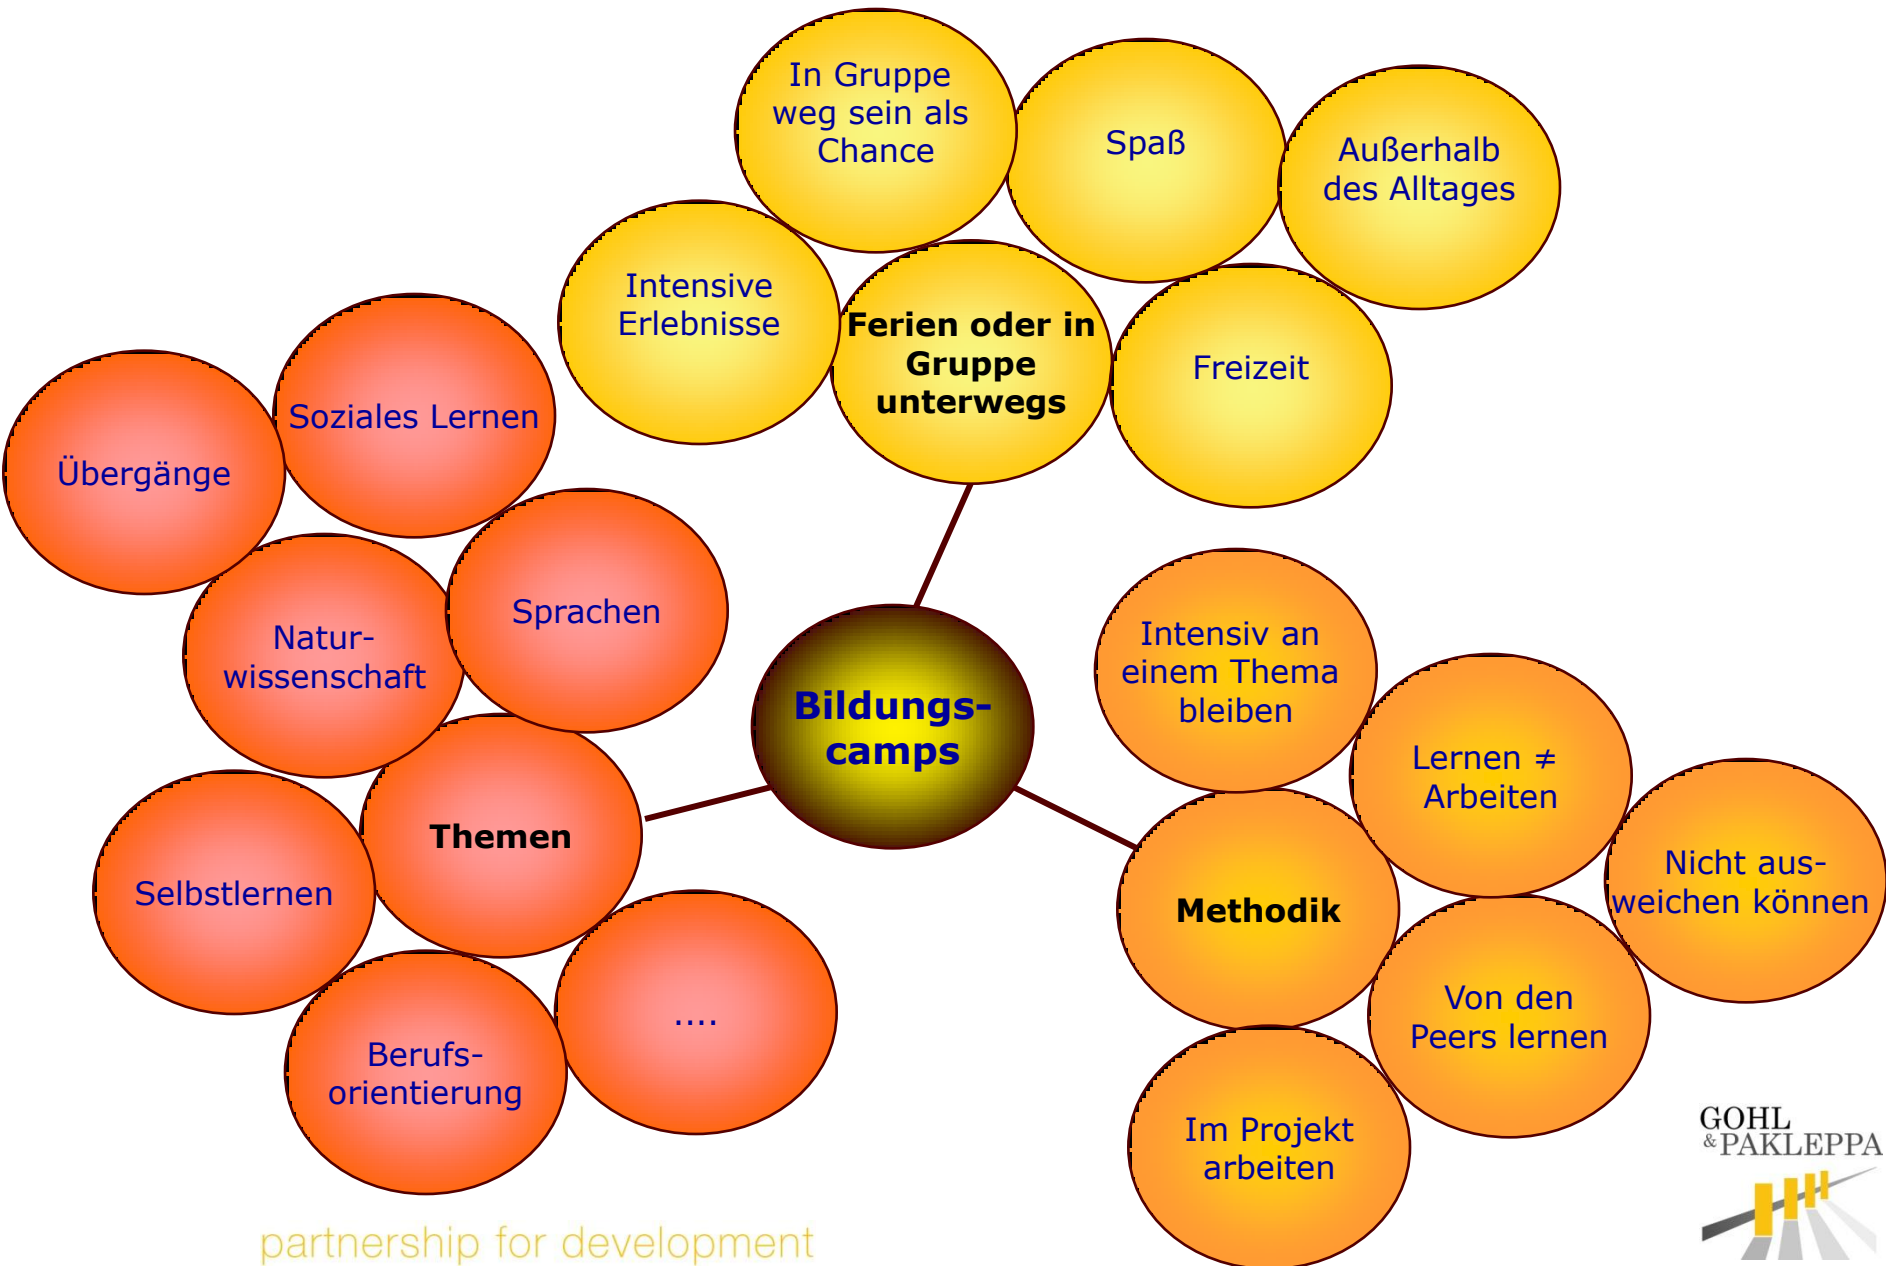 In Gruppe
weg sein als
Chance
Spaß
Außerhalb
des Alltages
Intensive
Erlebnisse
Ferien oder in
Gruppe
unterwegs
Freizeit
Soziales Lernen
Übergänge
Natur-
wissenschaft
Sprachen
Themen
Selbstlernen
Berufs-
orientierung
....
Bildungs-
camps
Intensiv an
einem Thema
bleiben
Lernen ≠
Arbeiten
Nicht aus-
weichen können
Methodik
Von den
Peers lernen
Im Projekt
arbeiten
GOHL
&PAKLEPPA
partnership for development